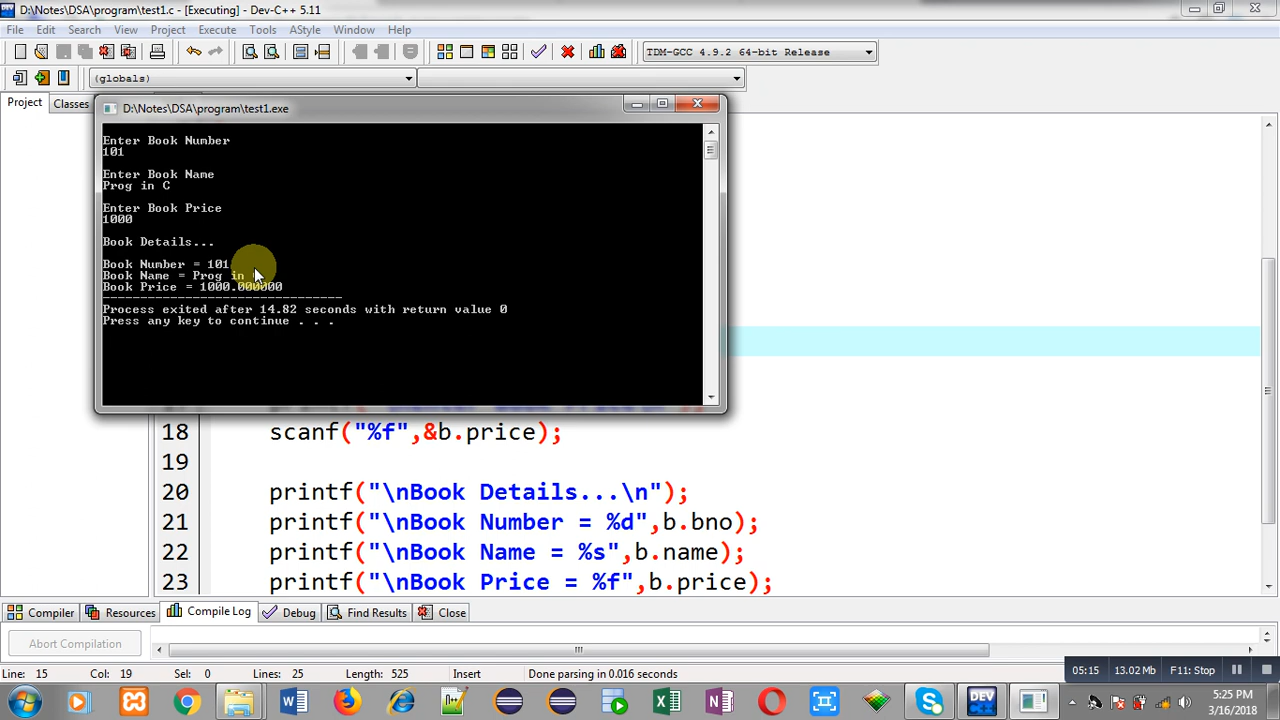 D:\Notes\DSA\program\test1.c - [Executing] - Dev-C++ 5.11
File Edit Search View Project Execute Tools AStyle Window Help
TDM-GCC 4.9.2 64-bit Release
(globals)
Project Classes
D:\Notes\DSA\program\test1.exe
Enter Book Number
101
Enter Book Name
Prog in C
Enter Book Price
1000
Book Details...
Book Number = 101
Book Name = Prog in
Book Price = 1000.000000
--------------------------------
Process exited after 14.82 seconds with return value 0
Press any key to continue . . .
18 scanf("%f",&b.price);
19
20 printf("\nBook Details...\n");
21 printf("\nBook Number = %d",b.bno);
22 printf("\nBook Name = %s",b.name);
23 printf("\nBook Price = %f",b.price);
Compiler Resources Compile Log Debug Find Results Close
Abort Compilation
Line: 15 Col: 19 Sel: 0 Lines: 25 Length: 525 Insert Done parsing in 0.016 seconds
05:15 13.02 Mb F11: Stop
5:25 PM
3/16/2018